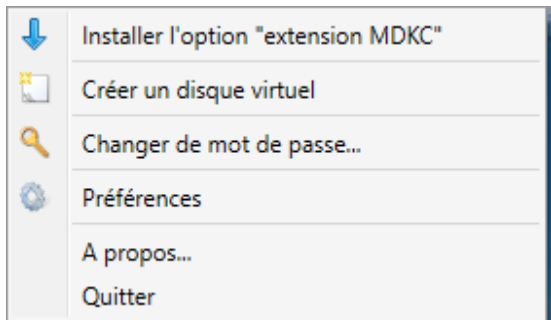 Installer l'option "extension MDKC"
Créer un disque virtuel
Changer de mot de passe...
Préférences
A propos...
Quitter